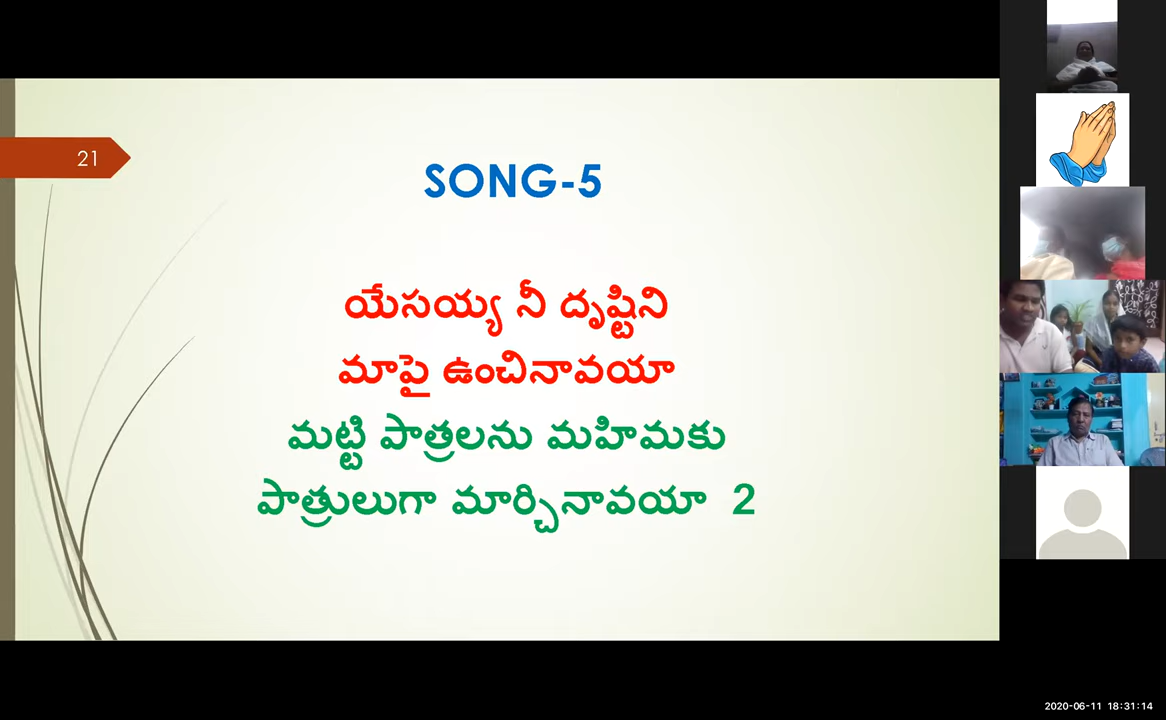 21
SONG-5
యేసయ్య నీ దృష్టిని
మాపై ఉంచినావయా
మట్టి పాత్రలను మహిమకు
పాత్రులుగా మార్చినావయా 2
2020-06-11 18:31:14